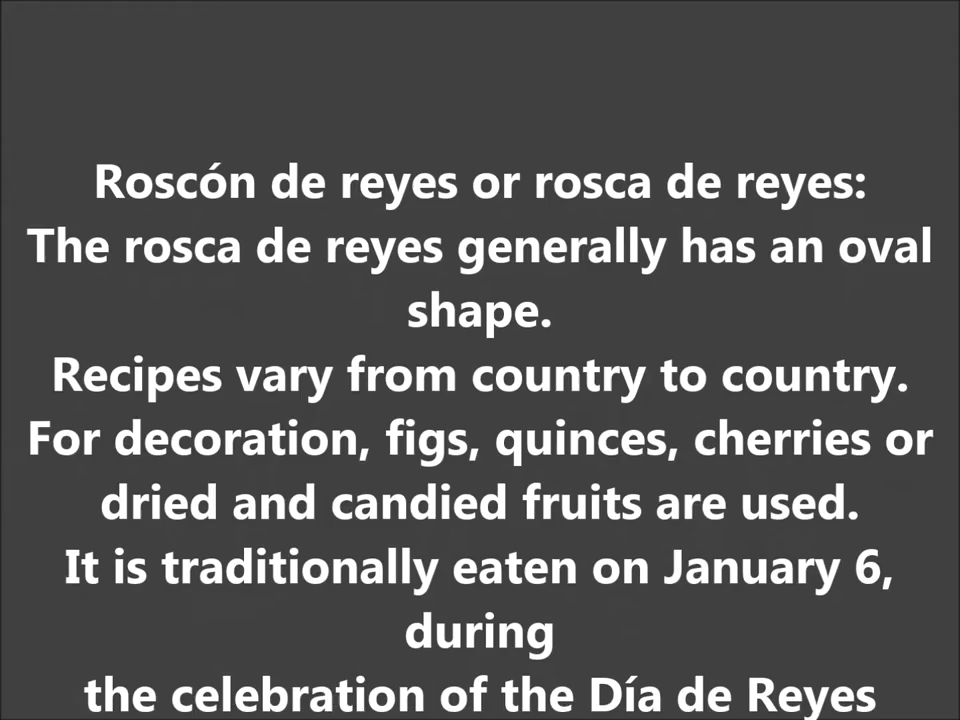 Roscón de reyes or rosca de reyes:
The rosca de reyes generally has an oval
shape.
Recipes vary from country to country.
For decoration, figs, quinces, cherries or
dried and candied fruits are used.
It is traditionally eaten on January 6,
during
the celebration of the Día de Reyes